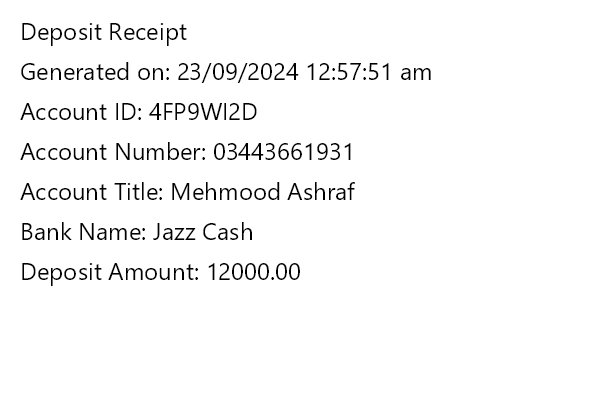 Deposit Receipt
Generated on: 23/09/2024 12:57:51 am
Account ID: 4FP9WI2D
Account Number: 03443661931
Account Title: Mehmood Ashraf
Bank Name: Jazz Cash
Deposit Amount: 12000.00